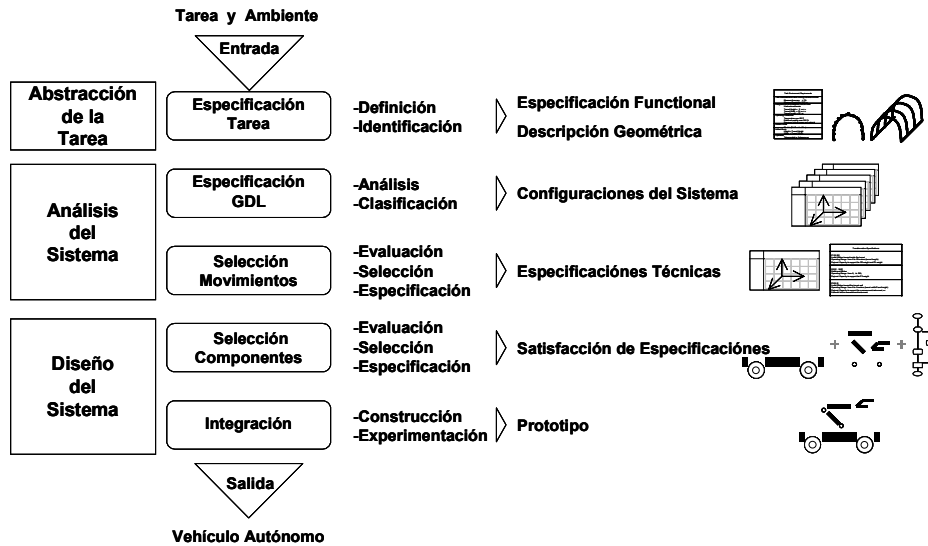 Tarea y Ambiente
Entrada
Abstracción
de la
Tarea
Especificación
Tarea
-Definición
-Identificación
Especificación Functional
Descripción Geométrica
Análisis
del
Sistema
Especificación
GDL
-Análisis
-Clasificación
Configuraciones del Sistema
Selección
Movimientos
-Evaluación
-Selección
-Especificación
Especificaciónes Técnicas
Diseño
del
Sistema
Selección
Componentes
-Evaluación
-Selección
-Especificación
Satisfacción de Especificaciónes
+
+
Integración
-Construcción
-Experimentación
Prototipo
Salida
Vehículo Autónomo